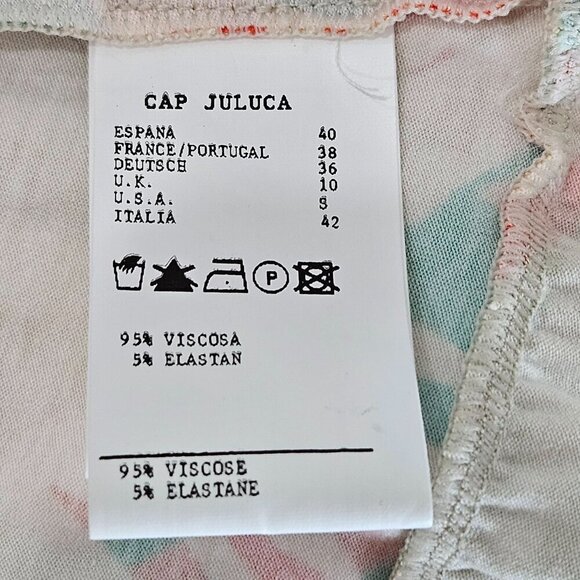 CAP JULUCA
ESPANA 40
FRANCE/PORTUGAL 38
DEUTSCH 36
U.K. 10
U.S.A. S
ITALIA 42
P
95% VISCOSA
5% ELASTAN
95% VISCOSE
5% ELASTANE